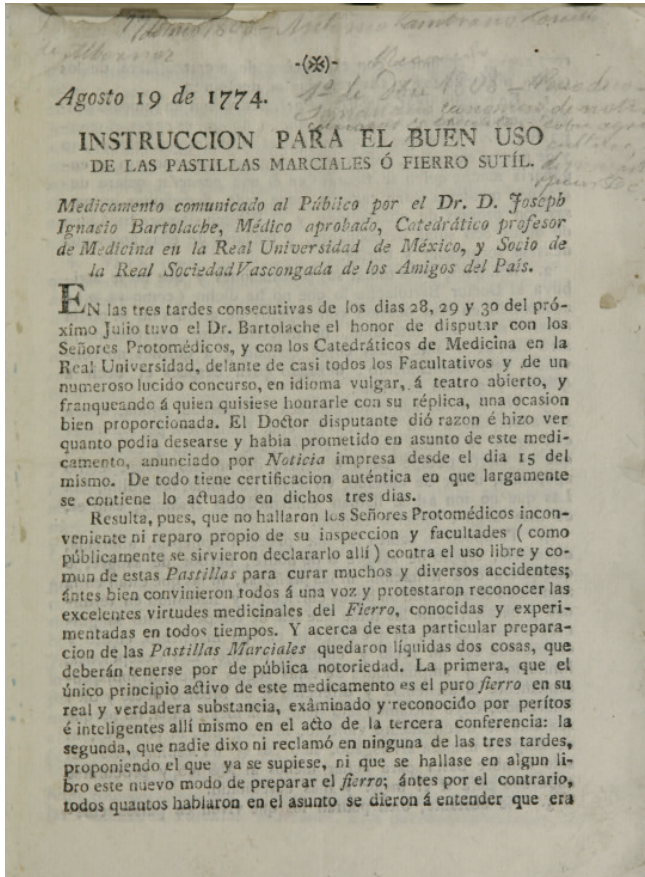 -(✠)-
Agosto 19 de 1774.
INSTRUCCION PARA EL BUEN USO
DE LAS PASTILLAS MARCIALES Ó FIERRO SUTÍL.
Medicamento comunicado al Público por el Dr. D. Joseph
Ignacio Bartolache, Médico aprobado, Catedrático profesor
de Medicina en la Real Universidad de México, y Socio de
la Real Sociedad Vascongada de los Amigos del País.
EN las tres tardes consecutivas de los dias 28, 29 y 30 del pró-
ximo Julio tuvo el Dr. Bartolache el honor de disputar con los
Señores Protomédicos, y con los Catedráticos de Medicina en la
Real Universidad, delante de casi todos los Facultativos y de un
numeroso lucido concurso, en idioma vulgar, á teatro abierto, y
franqueando á quien quisiese honrarle con su réplica, una ocasion
bien proporcionada. El Doctor disputante dió razon é hizo ver
quanto podia desearse y habia prometido en asunto de este medi-
camento, anunciado por Noticia impresa desde el dia 15 del
mismo. De todo tiene certificacion auténtica en que largamente
se contiene lo actuado en dichos tres dias.
Resulta, pues, que no hallaron los Señores Protomédicos incon-
veniente ni reparo propio de su inspeccion y facultades ( como
públicamente se sirvieron declararlo allí ) contra el uso libre y co-
mun de estas Pastillas para curar muchos y diversos accidentes;
ántes bien convinieron todos á una voz y protestaron reconocer las
excelentes virtudes medicinales del Fierro, conocidas y experi-
mentadas en todos tiempos. Y acerca de esta particular prepara-
cion de las Pastillas Marciales quedaron líquidas dos cosas, que
deberán tenerse por de pública notoriedad. La primera, que el
único principio activo de este medicamento es el puro fierro en su
real y verdadera substancia, exâminado y reconocido por perítos
é inteligentes allí mismo en el acto de la tercera conferencia: la
segunda, que nadie dixo ni reclamó en ninguna de las tres tardes,
proponiendo el que ya se supiese, ni que se hallase en algun li-
bro este nuevo modo de preparar el fierro; ántes por el contrario,
todos quantos hablaron en el asunto se dieron á entender que era